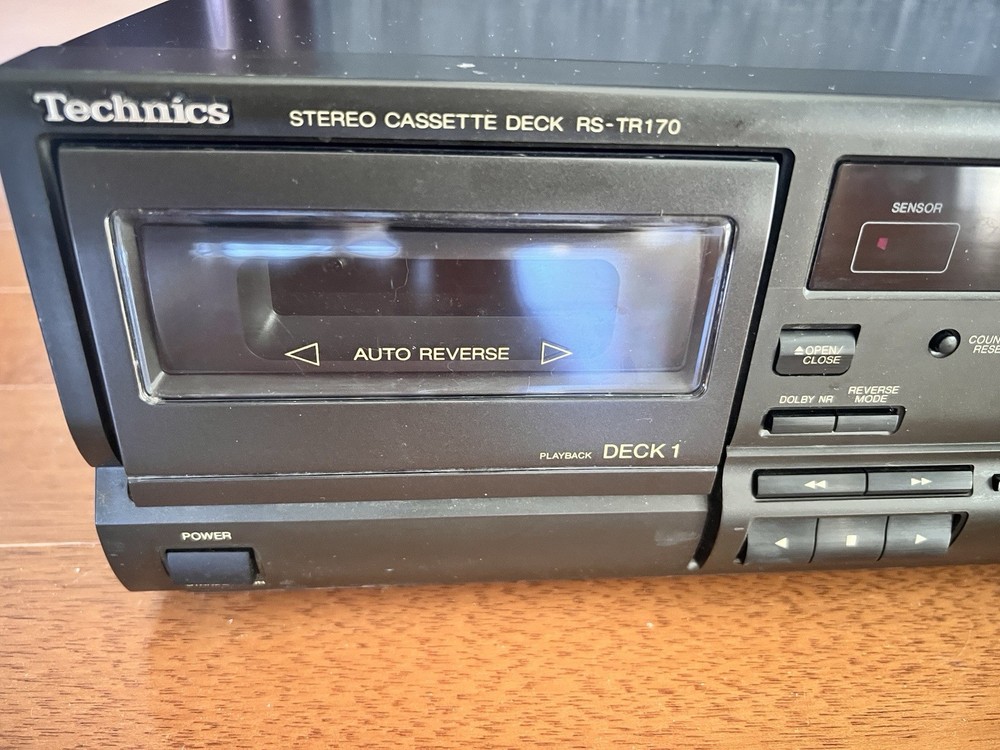 Technics
STEREO CASSETTE DECK RS-TR170
SENSOR
AUTO REVERSE
OPEN/
CLOSE
DOLBY NR
REVERSE
MODE
PLAYBACK DECK 1
POWER